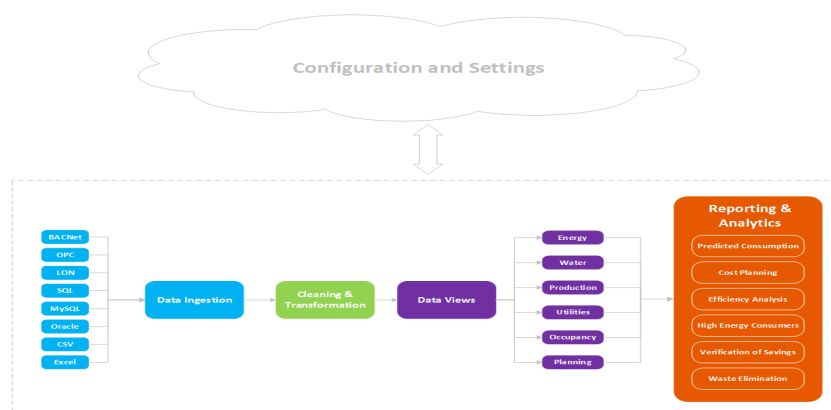 Configuration and Settings
BACNet
OPC
LON
SQL
MySQL
Oracle
CSV
Excel
Data Ingestion
Cleaning &
Transformation
Data Views
Energy
Water
Production
Utilities
Occupancy
Planning
Reporting &
Analytics
Predicted Consumption
Cost Planning
Efficiency Analysis
High Energy Consumers
Verification of Savings
Waste Elimination